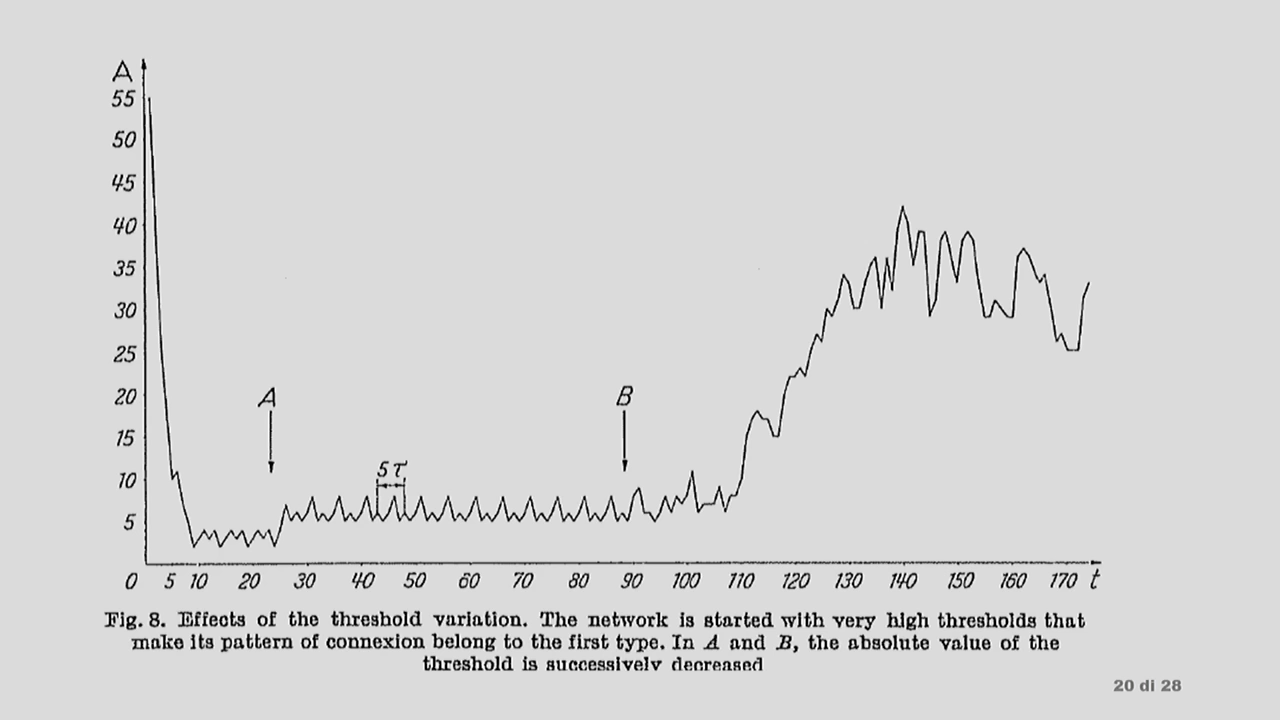 A
55
50
45
40
35
30
25
20
15
10
5
A
B
5 τ
0 5 10 20 30 40 50 60 70 80 90 100 110 120 130 140 150 160 170 t
Fig. 8. Effects of the threshold variation. The network is started with very high thresholds that
make its pattern of connexion belong to the first type. In A and B, the absolute value of the
threshold is successively decreased
20 di 28